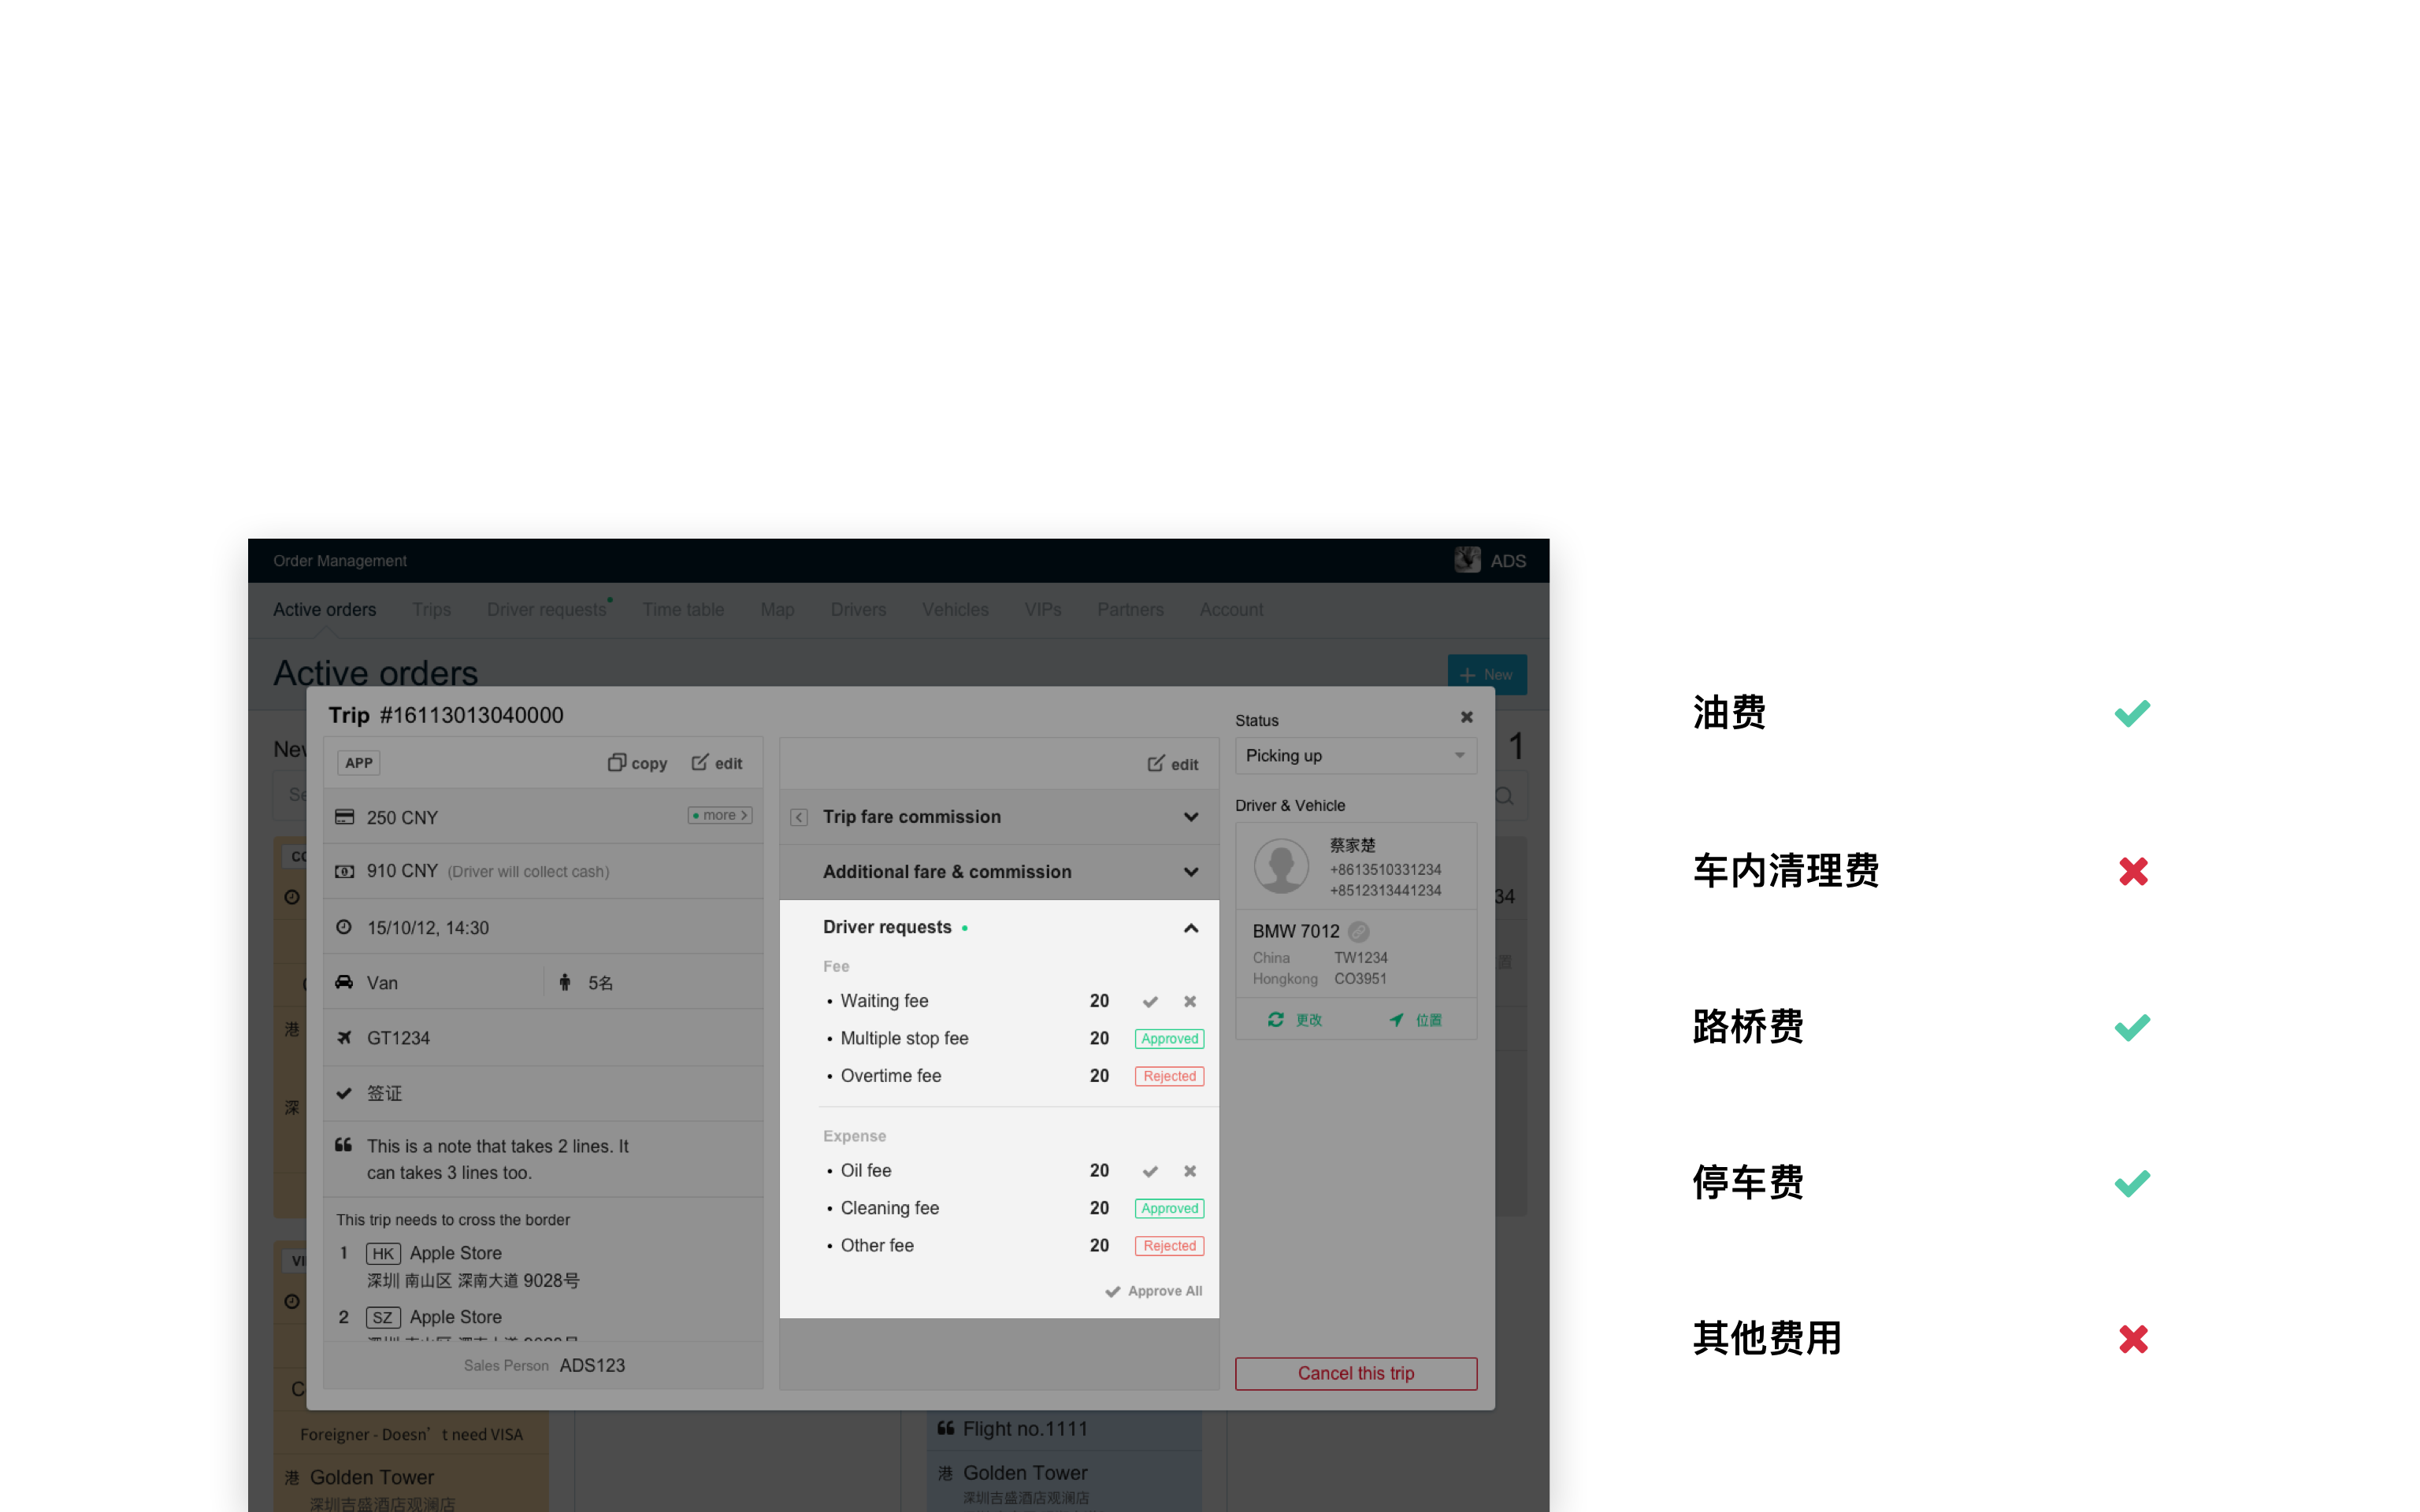 Order Management
ADS
Active orders
Trips
Driver requests
Time table
Map
Drivers
Vehicles
VIPs
Partners
Account
Active orders
New
1
Trip #16113013040000
APP
copy
edit
250 CNY
more
910 CNY (Driver will collect cash)
15/10/12, 14:30
Van
5名
GT1234
签证
This is a note that takes 2 lines. It
can takes 3 lines too.
This trip needs to cross the border
1 HK Apple Store
深圳 南山区 深南大道 9028号
2 SZ Apple Store
Sales Person ADS123
edit
Trip fare commission
Additional fare & commission
Driver requests
Fee
Waiting fee 20
Multiple stop fee 20 Approved
Overtime fee 20 Rejected
Expense
Oil fee 20
Cleaning fee 20 Approved
Other fee 20 Rejected
Approve All
Status
Picking up
Driver & Vehicle
蔡家楚
+8613510331234
+8512313441234
BMW 7012
China TW1234
Hongkong CO3951
更改
位置
Cancel this trip
34
港
深
Foreigner - Doesn't need VISA
港 Golden Tower
深圳吉盛酒店观澜店
Flight no.1111
港 Golden Tower
深圳吉盛酒店观澜店
油费
车内清理费
路桥费
停车费
其他费用